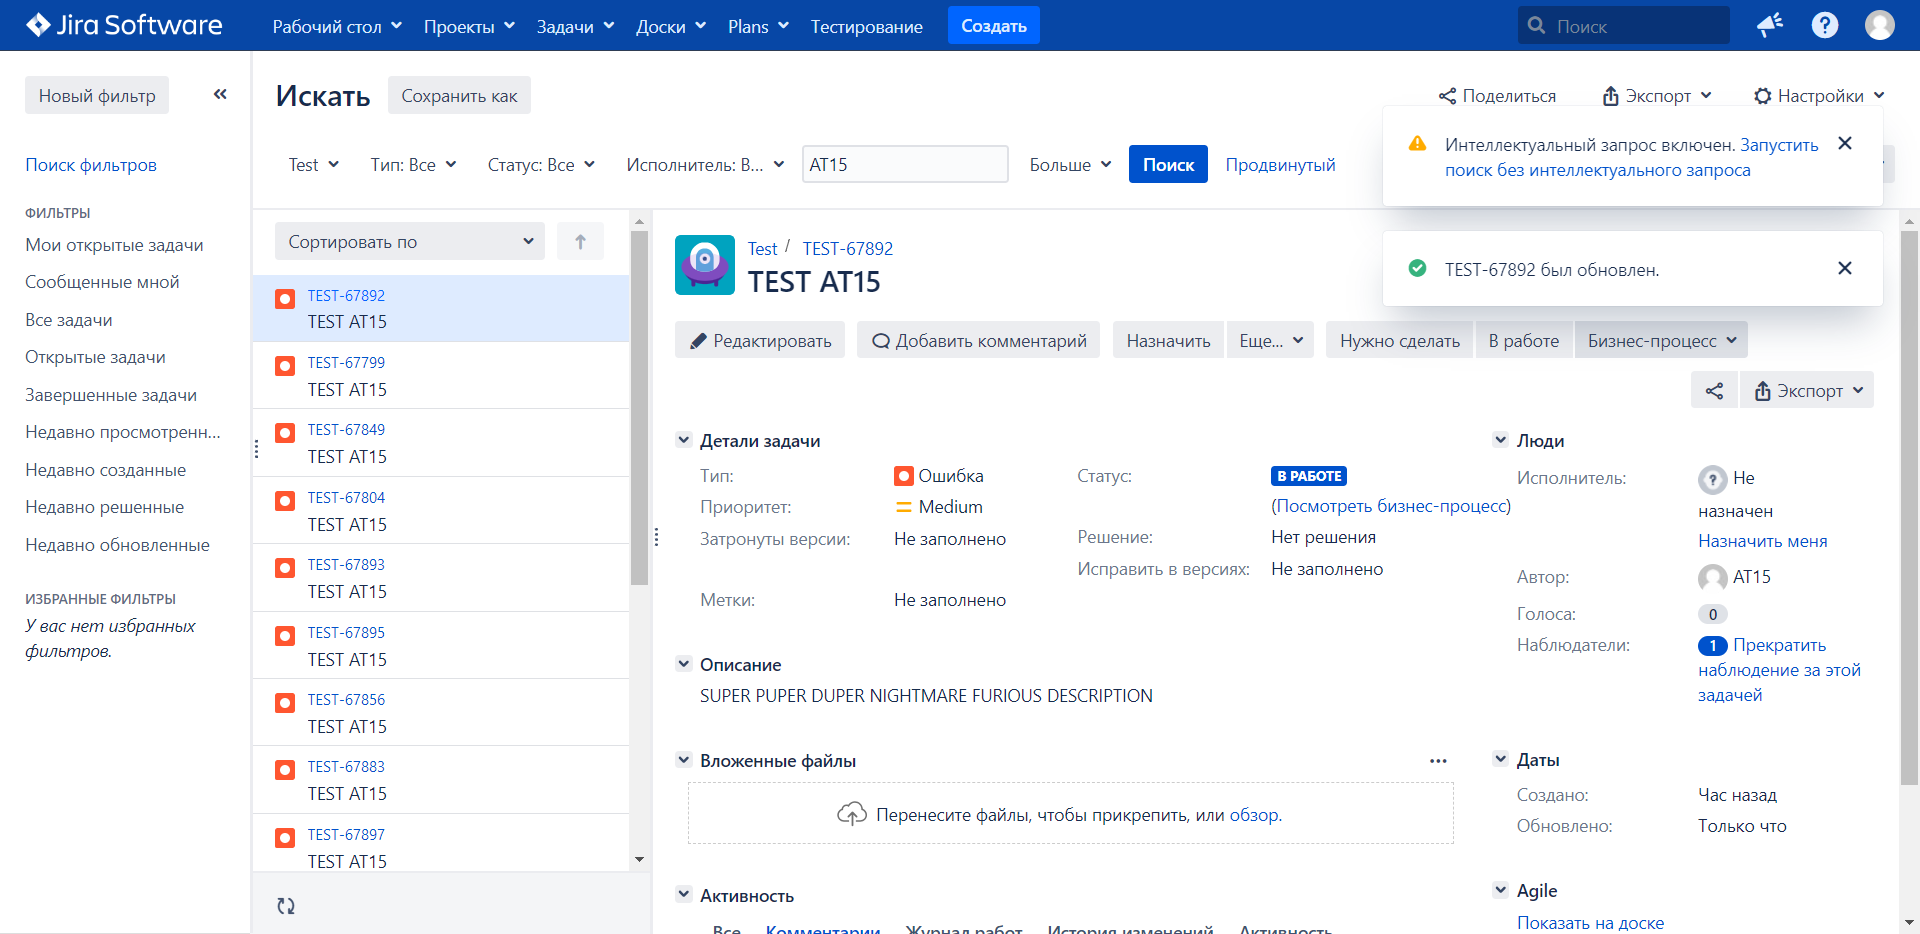 Jira Software
Рабочий стол
Проекты
Задачи
Доски
Plans
Тестирование
Создать
Поиск
Новый фильтр
Поиск фильтров
ФИЛЬТРЫ
Мои открытые задачи
Сообщенные мной
Все задачи
Открытые задачи
Завершенные задачи
Недавно просмотренн...
Недавно созданные
Недавно решенные
Недавно обновленные
ИЗБРАННЫЕ ФИЛЬТРЫ
У вас нет избранных
фильтров.
Искать
Сохранить как
Поделиться
Экспорт
Настройки
Test
Тип: Все
Статус: Все
Исполнитель: В...
AT15
Больше
Поиск
Продвинутый
Интеллектуальный запрос включен. Запустить
поиск без интеллектуального запроса
TEST-67892 был обновлен.
Сортировать по
TEST-67892
TEST AT15
TEST-67799
TEST AT15
TEST-67849
TEST AT15
TEST-67804
TEST AT15
TEST-67893
TEST AT15
TEST-67895
TEST AT15
TEST-67856
TEST AT15
TEST-67883
TEST AT15
TEST-67897
TEST AT15
Test / TEST-67892
TEST AT15
Редактировать
Добавить комментарий
Назначить
Еще...
Нужно сделать
В работе
Бизнес-процесс
Экспорт
Детали задачи
Тип: Ошибка
Приоритет: Medium
Затронуты версии: Не заполнено
Метки: Не заполнено
Статус: В РАБОТЕ
(Посмотреть бизнес-процесс)
Решение: Нет решения
Исправить в версиях: Не заполнено
Описание
SUPER PUPER DUPER NIGHTMARE FURIOUS DESCRIPTION
Вложенные файлы
Перенесите файлы, чтобы прикрепить, или обзор.
Активность
Все Комментарии Журнал работ История изменений Активность
Люди
Исполнитель: Не
назначен
Назначить меня
Автор: AT15
Голоса: 0
Наблюдатели: 1 Прекратить
наблюдение за этой
задачей
Даты
Создано: Час назад
Обновлено: Только что
Agile
Показать на доске